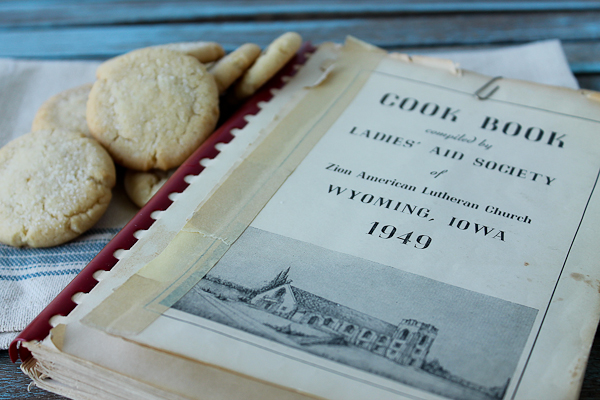 COOK BOOK
compiled by
LADIES' AID SOCIETY
of
Zion American Lutheran Church
WYOMING, IOWA
1949